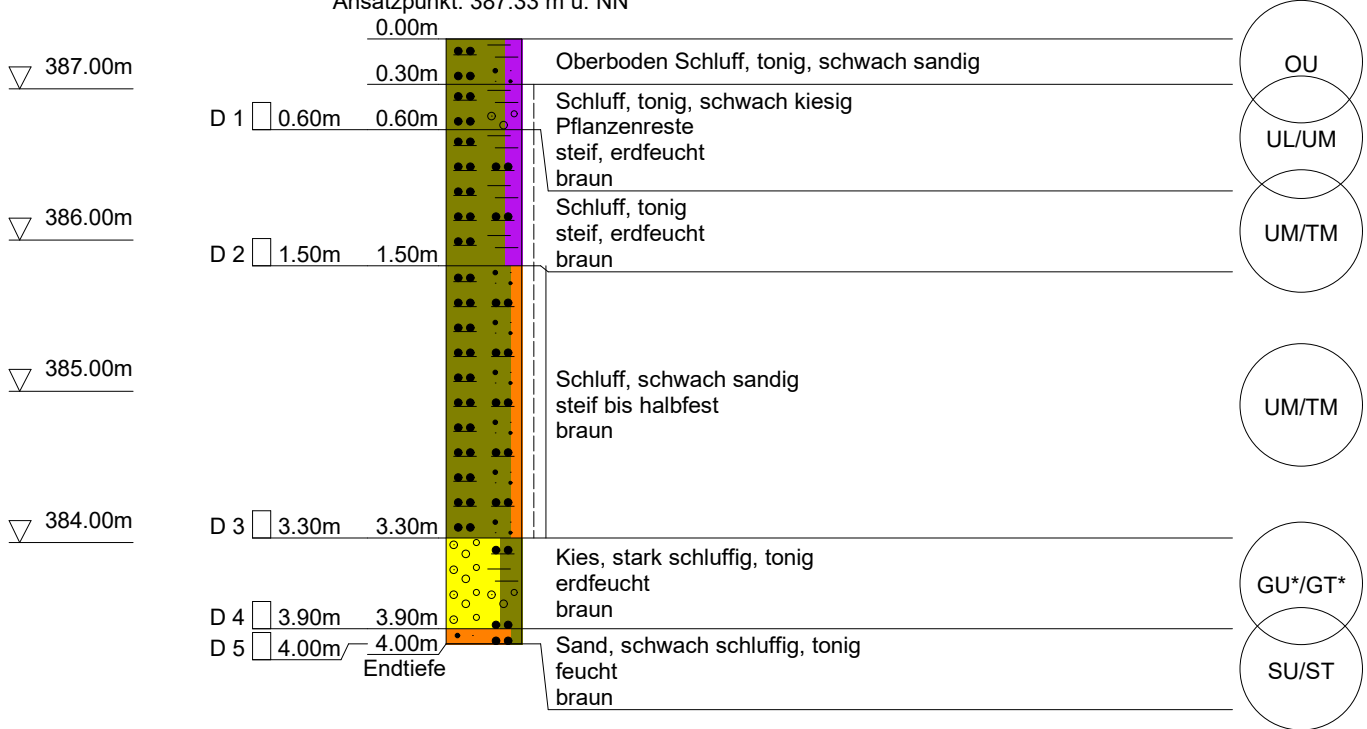 Ansatzpunkt: 387.33 m ü. NN
0.00m
387.00m
0.30m
Oberboden Schluff, tonig, schwach sandig
OU
D 1 0.60m 0.60m
Schluff, tonig, schwach kiesig
Pflanzenreste
steif, erdfeucht
braun
UL/UM
386.00m
D 2 1.50m 1.50m
Schluff, tonig
steif, erdfeucht
braun
UM/TM
385.00m
Schluff, schwach sandig
steif bis halbfest
braun
UM/TM
384.00m
D 3 3.30m 3.30m
Kies, stark schluffig, tonig
erdfeucht
braun
GU*/GT*
D 4 3.90m 3.90m
D 5 4.00m 4.00m
Endtiefe
Sand, schwach schluffig, tonig
feucht
braun
SU/ST